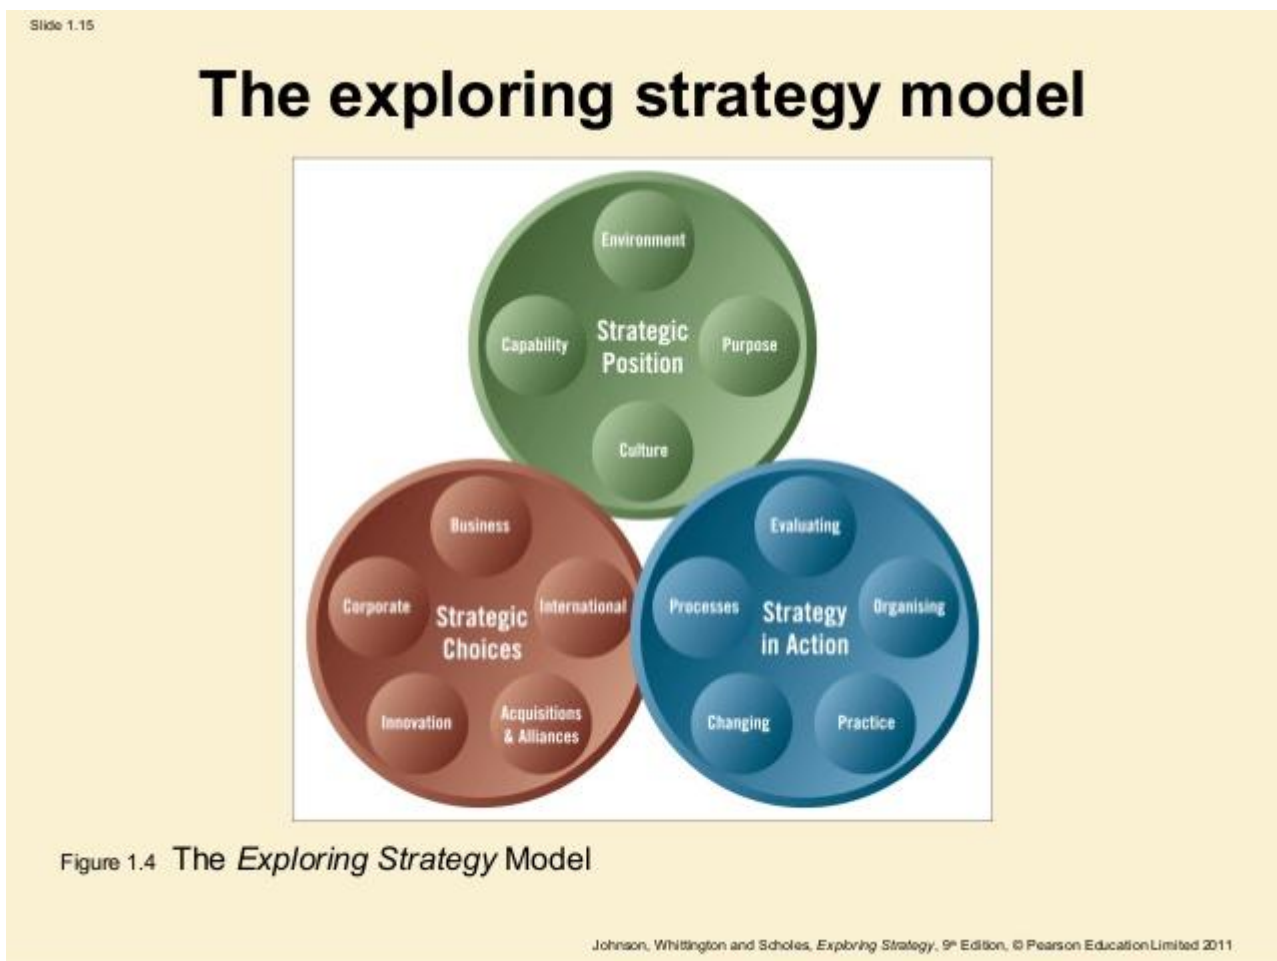 Slide 1.15
The exploring strategy model
Environment
Capability
Strategic
Position
Purpose
Culture
Business
Corporate
Strategic
Choices
International
Innovation
Acquisitions
& Alliances
Evaluating
Processes
Strategy
in Action
Organising
Changing
Practice
Figure 1.4 The Exploring Strategy Model
Johnson, Whittington and Scholes, Exploring Strategy, 9th Edition, © Pearson Education Limited 2011